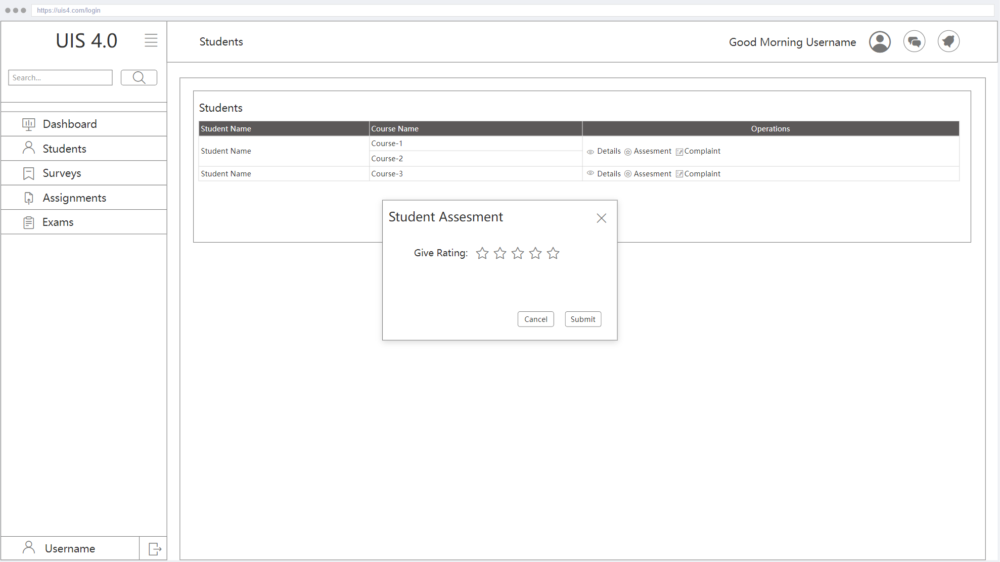 https://uis4.com/login
UIS 4.0
Students
Good Morning Username
Search...
Dashboard
Students
Surveys
Assignments
Exams
Students
Student Name Course Name Operations
Student Name
Course-1
Course-2
Details Assesment Complaint
Student Name Course-3 Details Assesment Complaint
Student Assesment
Give Rating:
Cancel Submit
Username